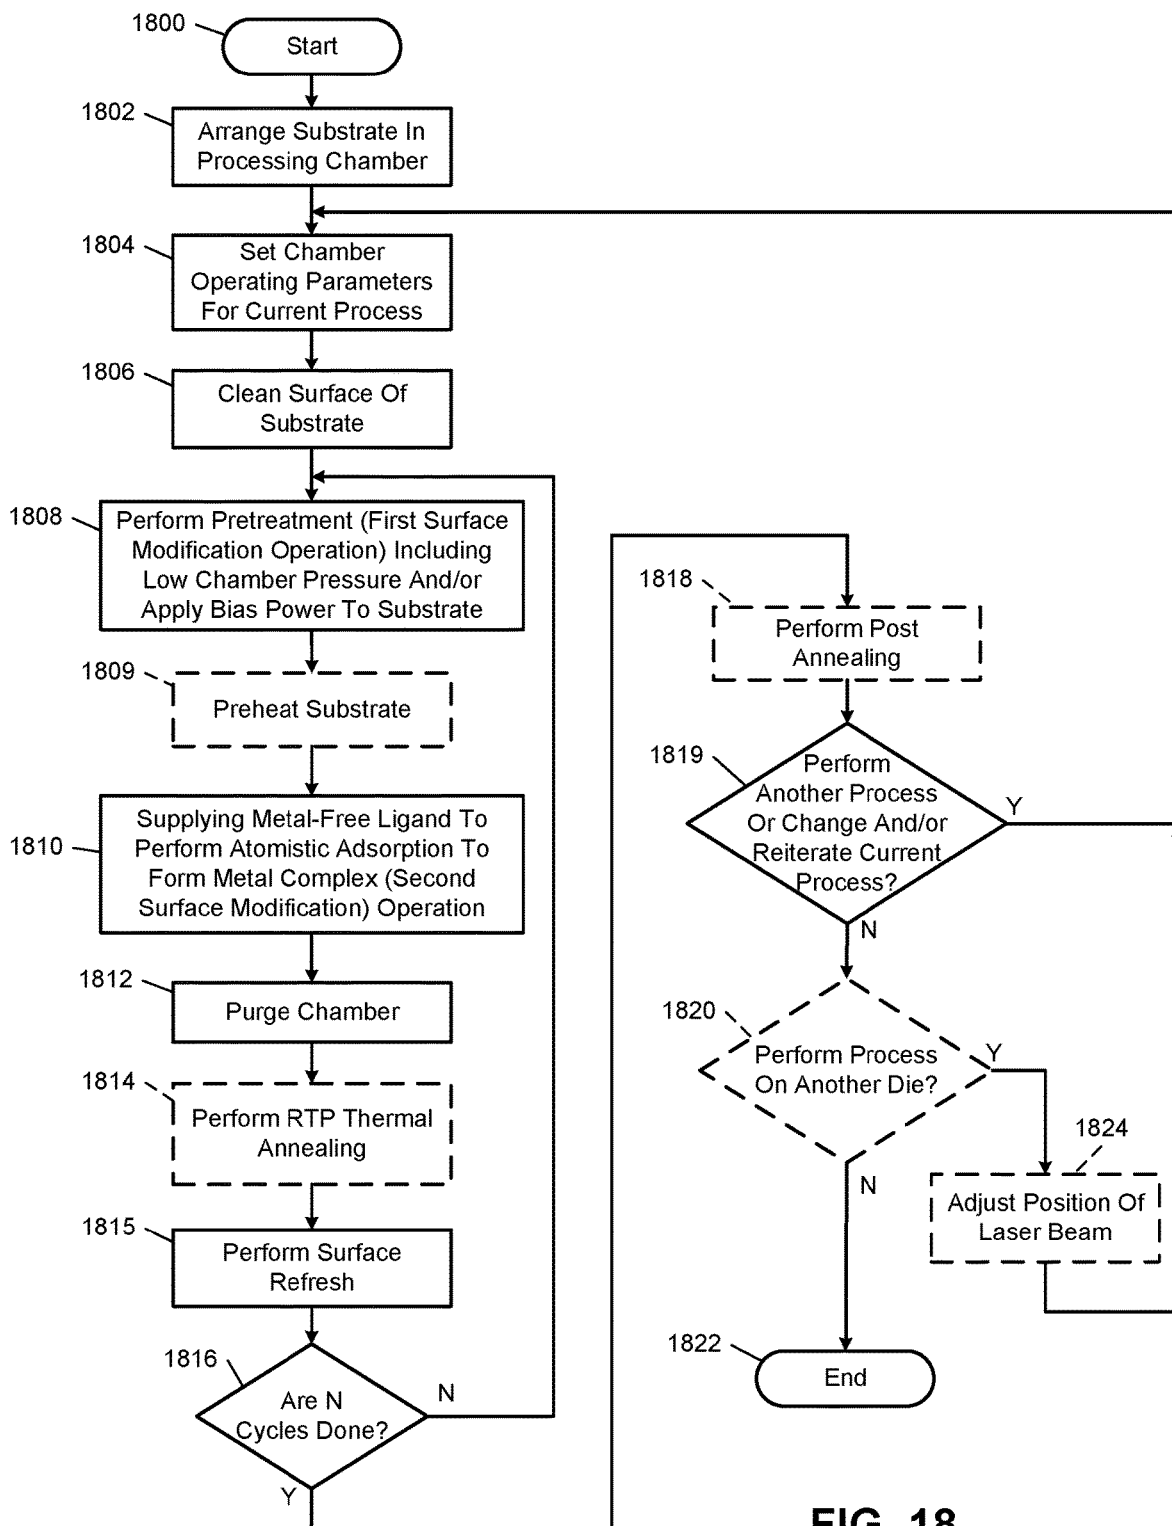 1800
Start
1802
Arrange Substrate In
Processing Chamber
1804
Set Chamber
Operating Parameters
For Current Process
1806
Clean Surface Of
Substrate
1808
Perform Pretreatment (First Surface
Modification Operation) Including
Low Chamber Pressure And/or
Apply Bias Power To Substrate
1809
Preheat Substrate
1810
Supplying Metal-Free Ligand To
Perform Atomistic Adsorption To
Form Metal Complex (Second
Surface Modification) Operation
1812
Purge Chamber
1814
Perform RTP Thermal
Annealing
1815
Perform Surface
Refresh
1816
Are N
Cycles Done?
N
Y
1818
Perform Post
Annealing
1819
Perform
Another Process
Or Change And/or
Reiterate Current
Process?
Y
N
1820
Perform Process
On Another Die?
Y
N
1824
Adjust Position Of
Laser Beam
1822
End
FIG. 18